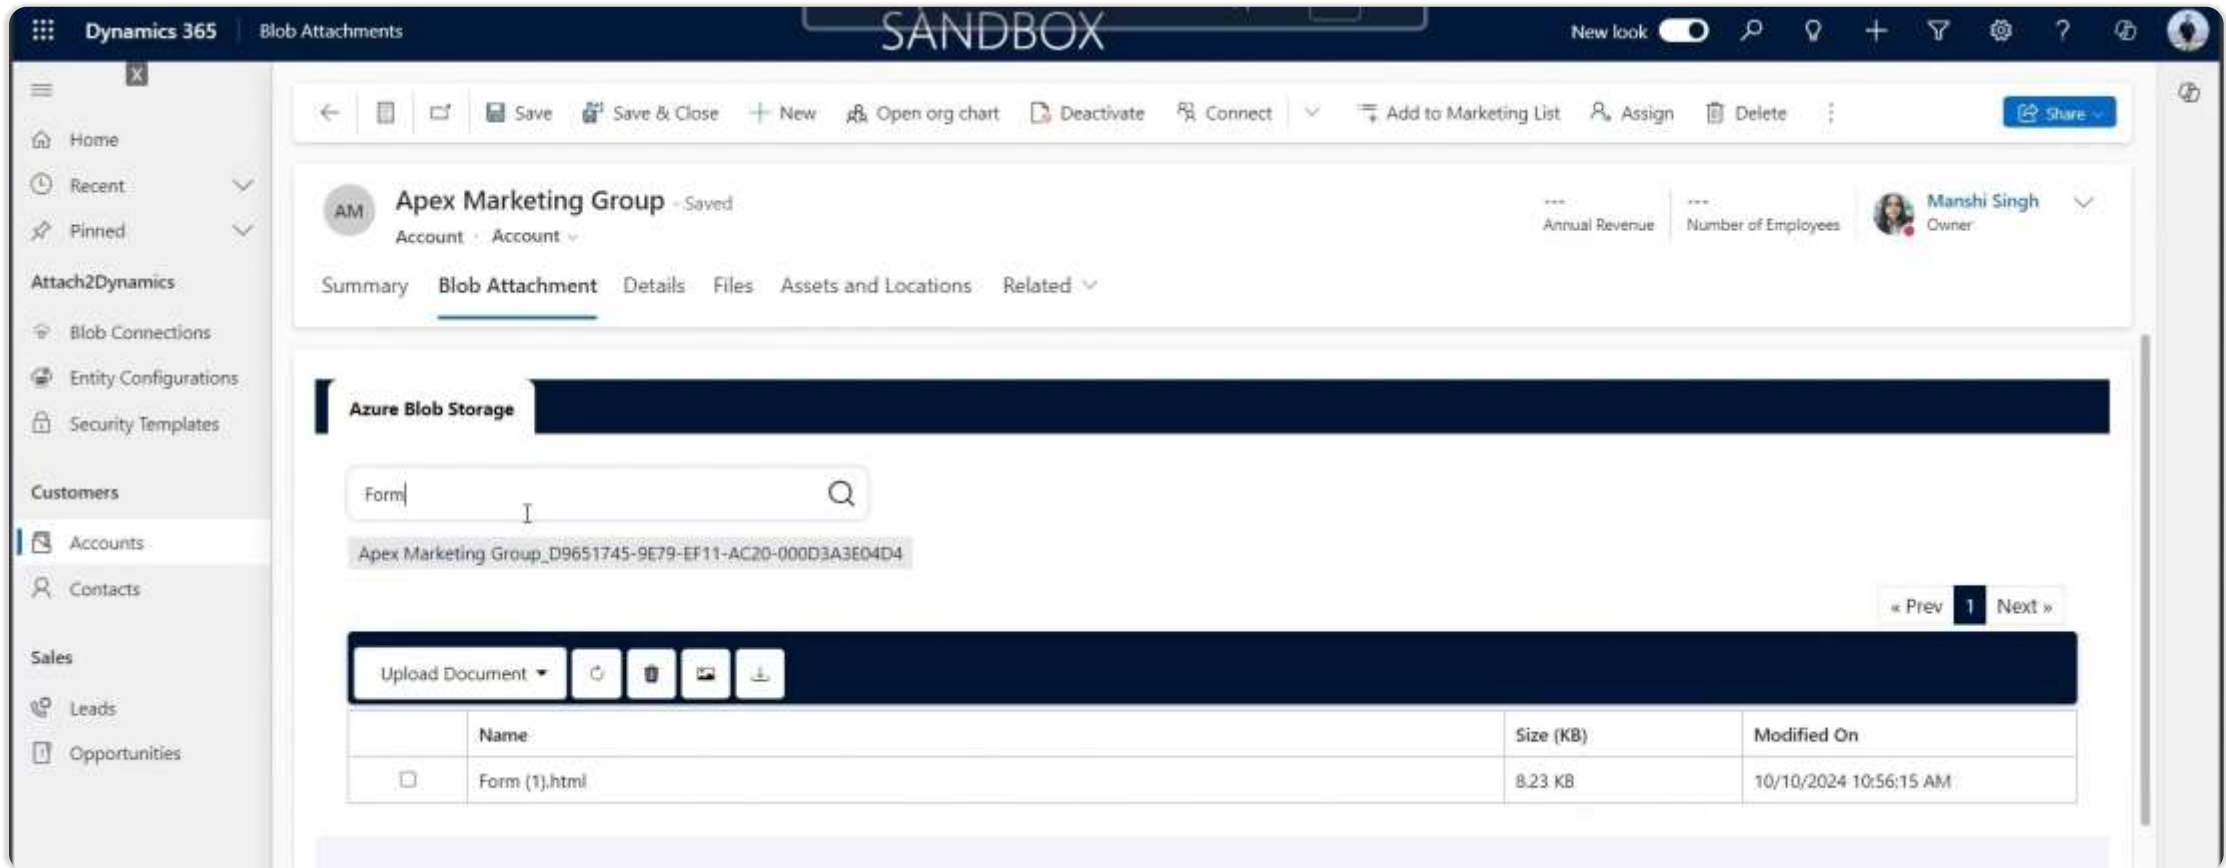 Dynamics 365 Blob Attachments SANDBOX New look
X
Home
Recent
Pinned
Attach2Dynamics
Blob Connections
Entity Configurations
Security Templates
Customers
Accounts
Contacts
Sales
Leads
Opportunities
Save Save & Close New Open org chart Deactivate Connect Add to Marketing List Assign Delete Share
AM
Apex Marketing Group - Saved
Account · Account
--- Annual Revenue
--- Number of Employees
Manshi Singh
Owner
Summary Blob Attachment Details Files Assets and Locations Related
Azure Blob Storage
Form
Apex Marketing Group_D9651745-9E79-EF11-AC20-000D3A3E04D4
« Prev 1 Next »
Upload Document
Name Size (KB) Modified On
Form (1).html 8.23 KB 10/10/2024 10:56:15 AM